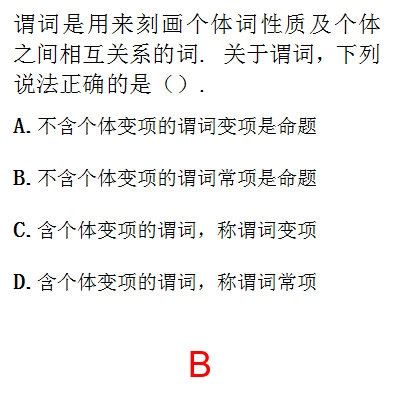 谓词是用来刻画个体词性质及个体
之间相互关系的词. 关于谓词，下列
说法正确的是（）.
A. 不含个体变项的谓词变项是命题
B. 不含个体变项的谓词常项是命题
C. 含个体变项的谓词，称谓词变项
D. 含个体变项的谓词，称谓词常项
B